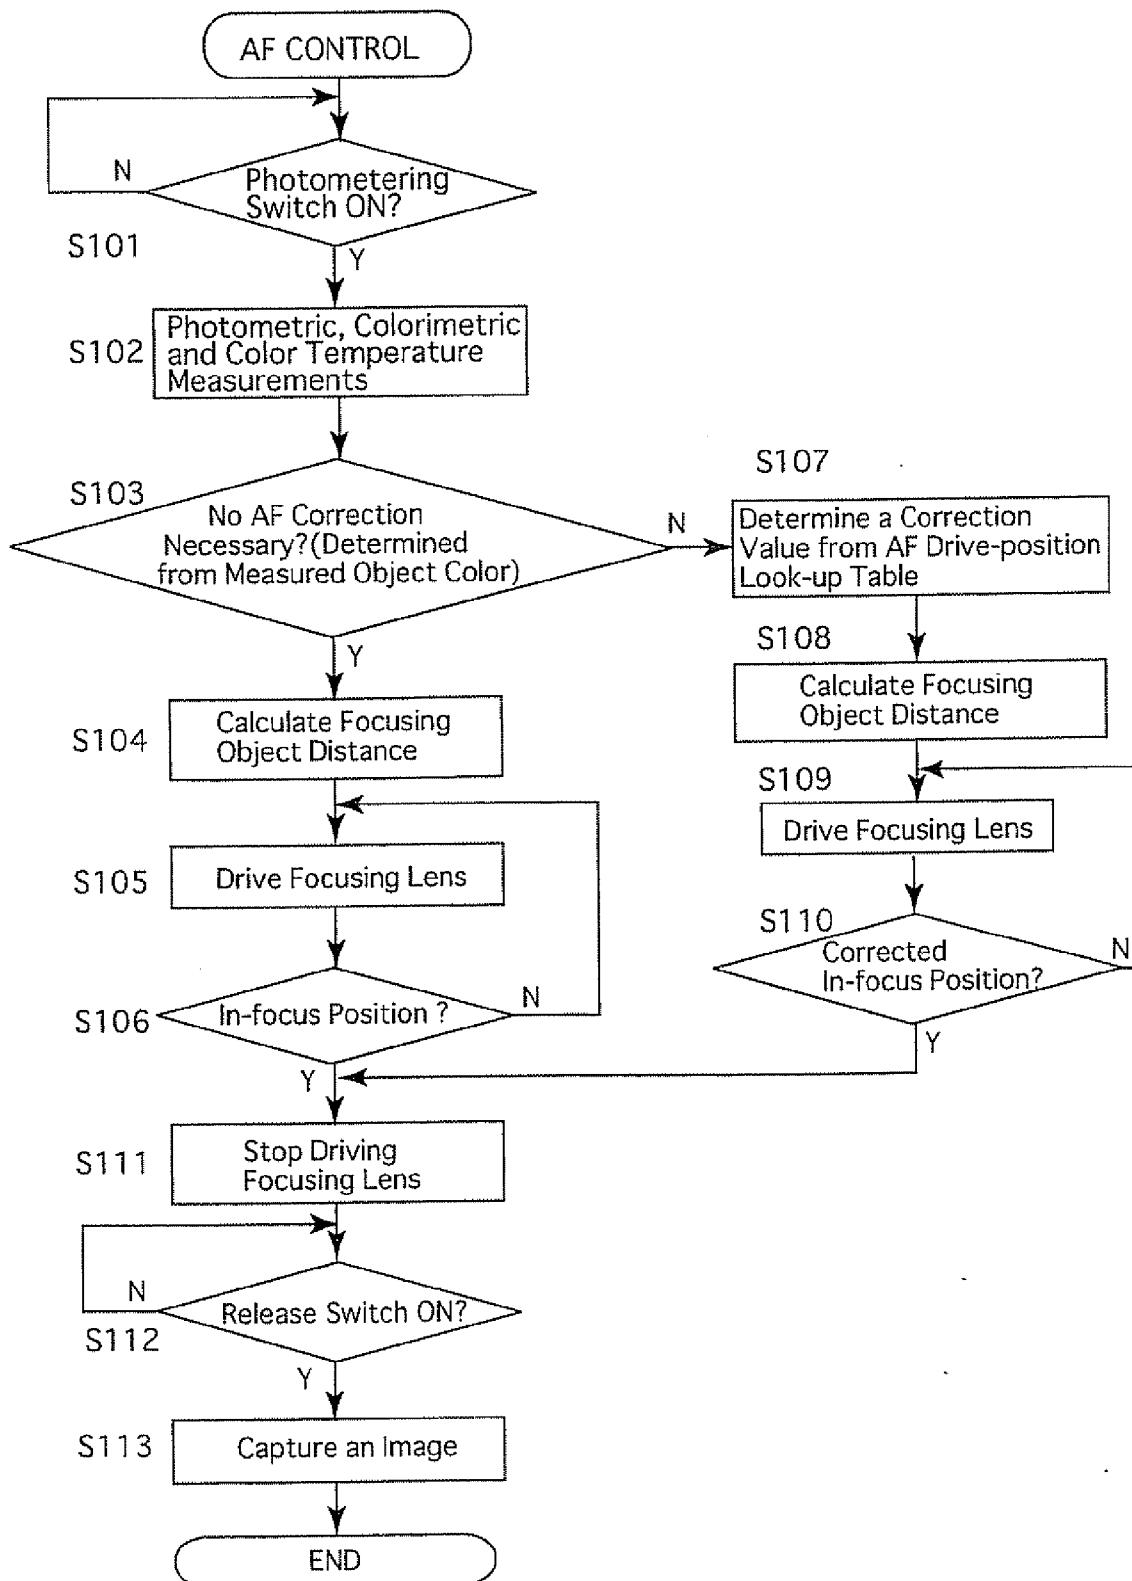 AF CONTROL
N
Photometering
Switch ON?
S101
Y
S102
Photometric, Colorimetric
and Color Temperature
Measurements
S103
No AF Correction
Necessary?(Determined
from Measured Object Color)
N
Y
S107
Determine a Correction
Value from AF Drive-position
Look-up Table
S108
Calculate Focusing
Object Distance
S109
Drive Focusing Lens
S110
Corrected
In-focus Position?
N
Y
S104
Calculate Focusing
Object Distance
S105
Drive Focusing Lens
S106
In-focus Position ?
N
Y
S111
Stop Driving
Focusing Lens
N
Release Switch ON?
S112
Y
S113
Capture an Image
END